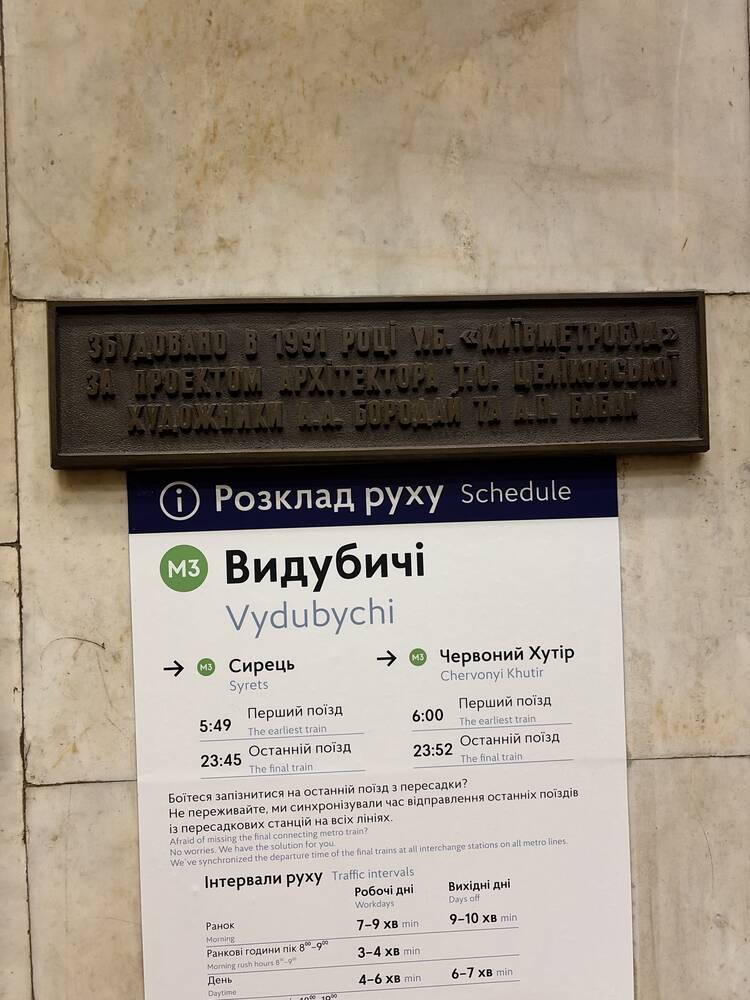 ЗБУДОВАНО В 1991 РОЦІ У.Б. «КИЇВМЕТРОБУД»
ЗА ПРОЕКТОМ АРХІТЕКТОРА Т.О. ЦЕЛІКОВСЬКОЇ
ХУДОЖНИКИ А.А. БОРОДАЙ ТА А.П. БАБАК
i Розклад руху Schedule
М3 Видубичі
Vydubychi
→ М3 Сирець
Syrets
5:49 Перший поїзд
The earliest train
23:45 Останній поїзд
The final train
→ М3 Червоний Хутір
Chervonyi Khutir
6:00 Перший поїзд
The earliest train
23:52 Останній поїзд
The final train
Боїтеся запізнитися на останній поїзд з пересадки?
Не переживайте, ми синхронізували час відправлення останніх поїздів
із пересадкових станцій на всіх лініях.
Afraid of missing the final connecting metro train?
No worries. We have the solution for you.
We`ve synchronized the departure time of the final trains at all interchange stations on all metro lines.
Інтервали руху Traffic intervals
Робочі дні Вихідні дні
Workdays Days off
Ранок 7–9 хв min 9–10 хв min
Morning
Ранкові години пік 8⁰⁰–9⁰⁰ 3–4 хв min
Morning rush hours 8⁰⁰–9⁰⁰
День 4–6 хв min 6–7 хв min
Daytime